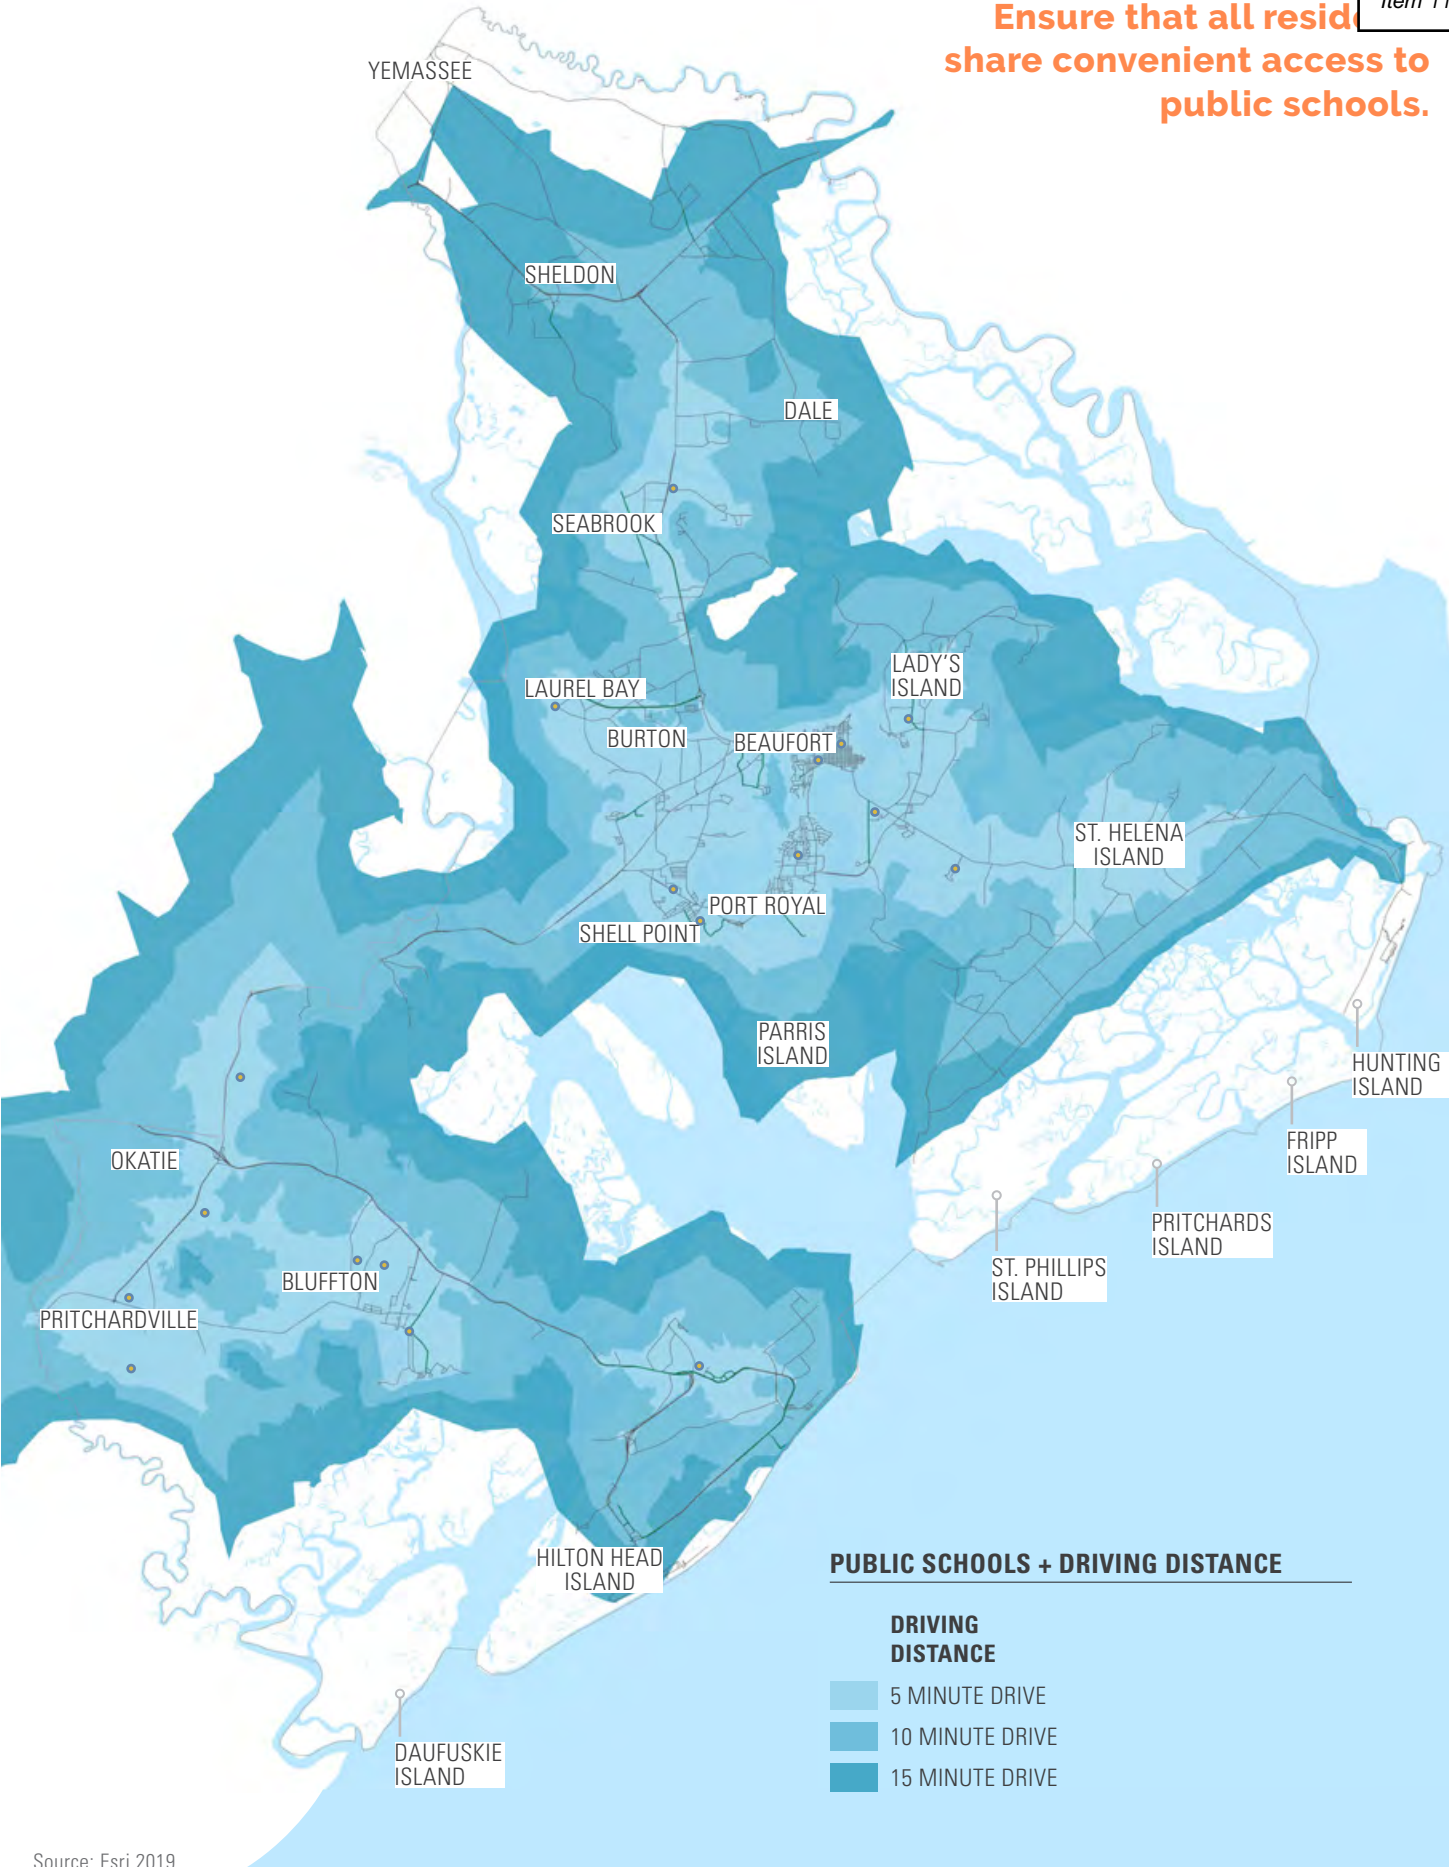 Item 11
Ensure that all
share convenient access to
public schools.
YEMASSEE
SHELDON
DALE
SEABROOK
LADY'S
ISLAND
LAUREL BAY
BURTON
BEAUFORT
ST. HELENA
ISLAND
PORT ROYAL
SHELL POINT
PARRIS
ISLAND
HUNTING
ISLAND
FRIPP
ISLAND
OKATIE
PRITCHARDS
ISLAND
ST. PHILLIPS
ISLAND
BLUFFTON
PRITCHARDVILLE
HILTON HEAD
ISLAND
DAUFUSKIE
ISLAND
PUBLIC SCHOOLS + DRIVING DISTANCE
DRIVING
DISTANCE
5 MINUTE DRIVE
10 MINUTE DRIVE
15 MINUTE DRIVE
Source: Esri 2019